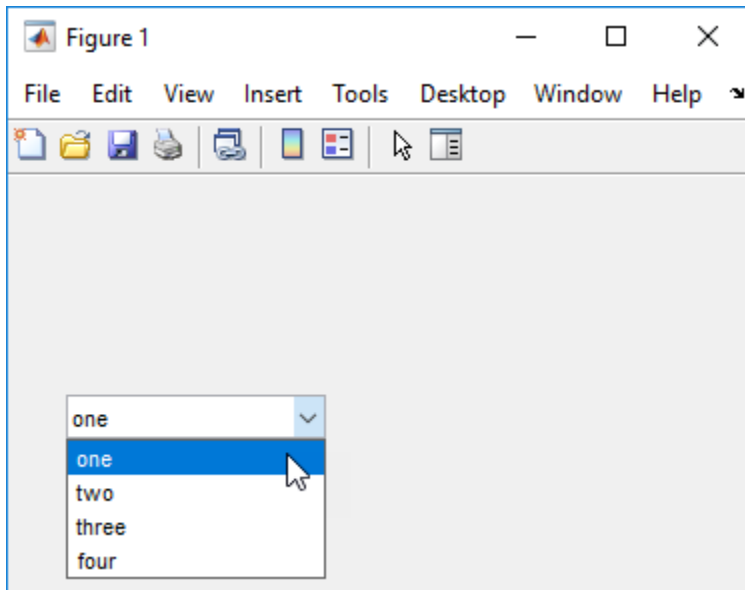 Figure 1
File Edit View Insert Tools Desktop Window Help
one
one
two
three
four